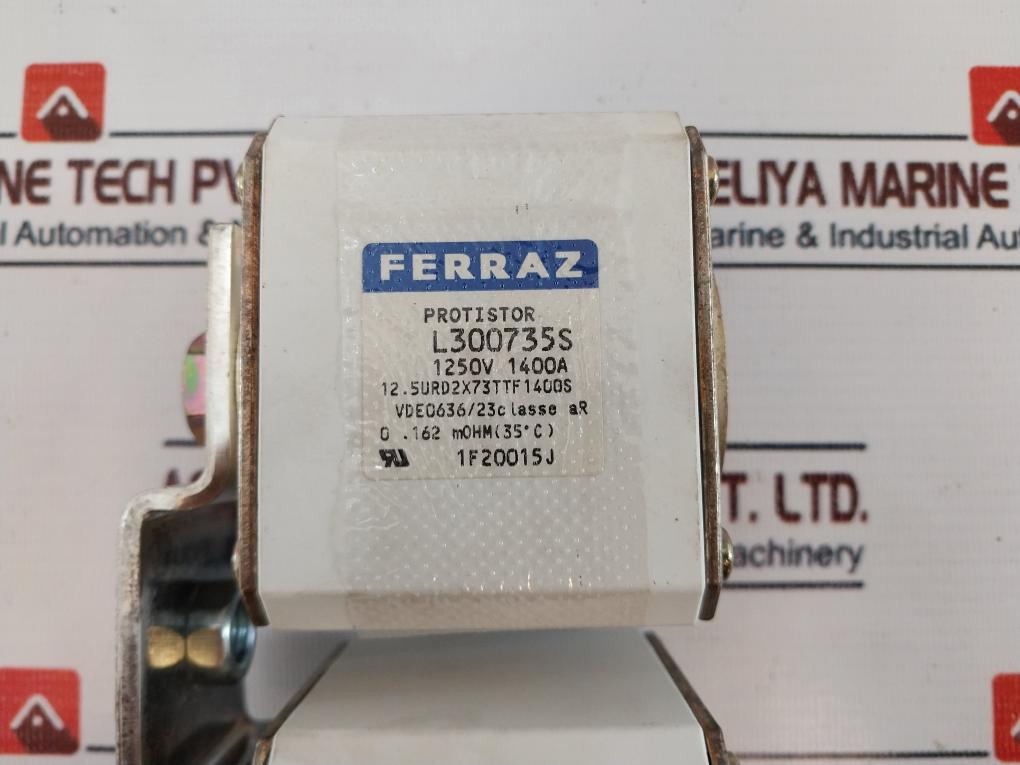 NE TECH PV
ELIYA MARINE
l Automation &
arine & Industrial Aut
FERRAZ
PROTISTOR
L300735S
1250V 1400A
12.5URD2X73TTF1400S
VDE0636/23classe aR
0 .162 mOHM(35°C)
1F20015J
T. LTD.
achinery